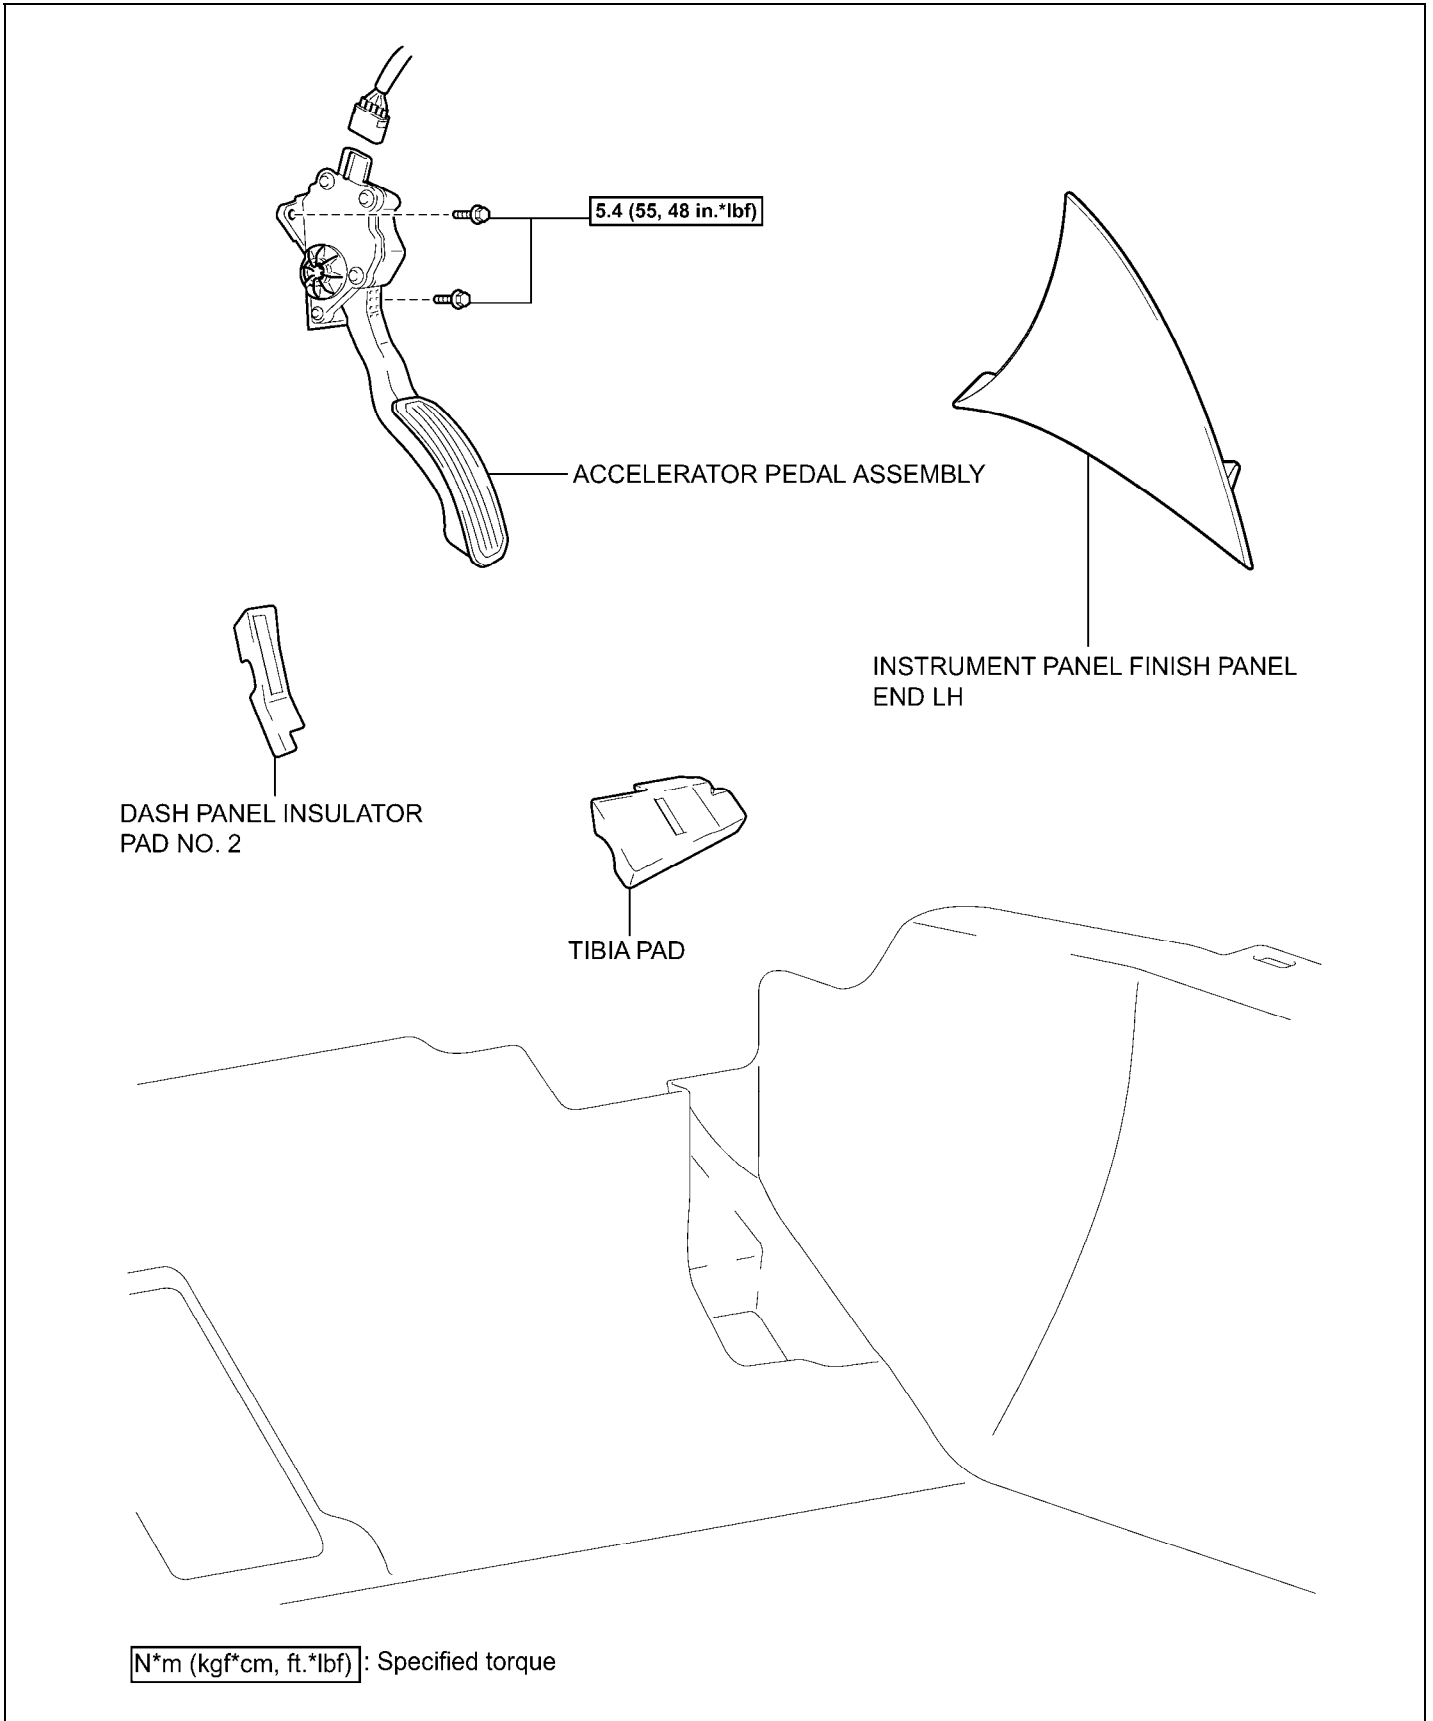 5.4 (55, 48 in.*lbf)
ACCELERATOR PEDAL ASSEMBLY
INSTRUMENT PANEL FINISH PANEL
END LH
DASH PANEL INSULATOR
PAD NO. 2
TIBIA PAD
N*m (kgf*cm, ft.*lbf) : Specified torque